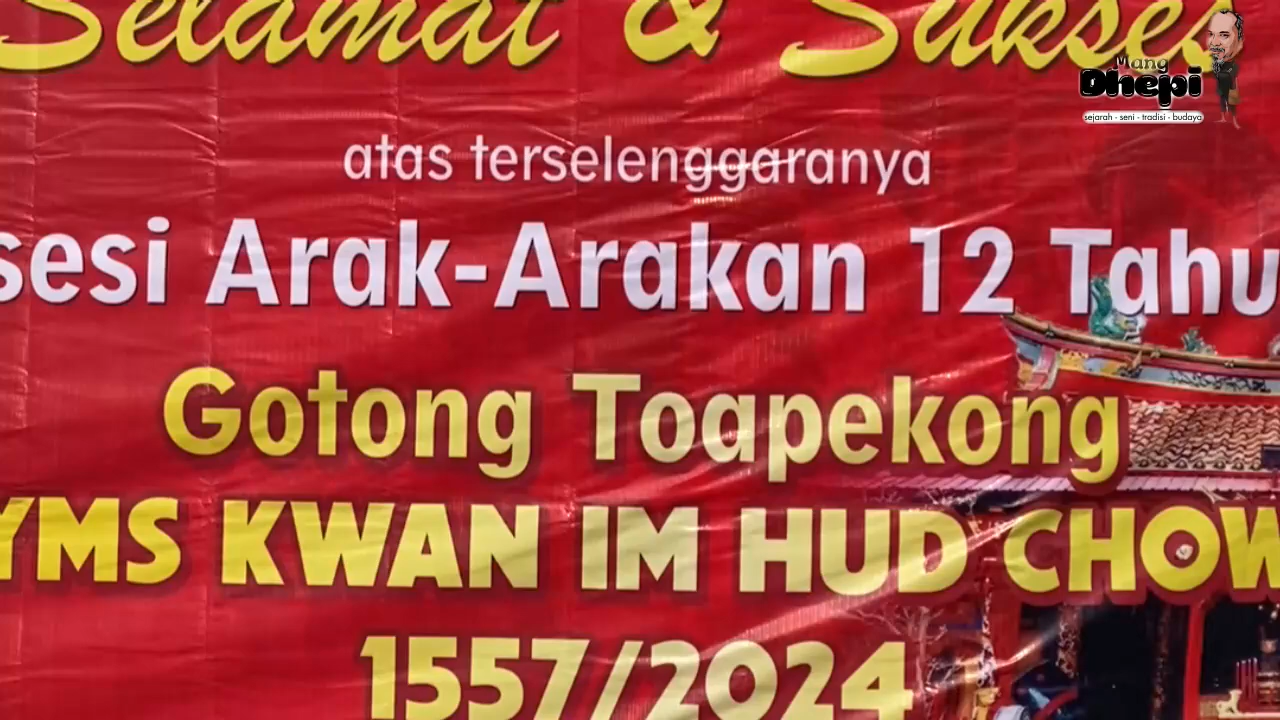 Selamat & Sukses
Mang
Dhepi
sejarah - seni - tradisi - budaya
atas terselenggaranya
sesi Arak-Arakan 12 Tahu
Gotong Toapekong
YMS KWAN IM HUD CHOW
1557/2024